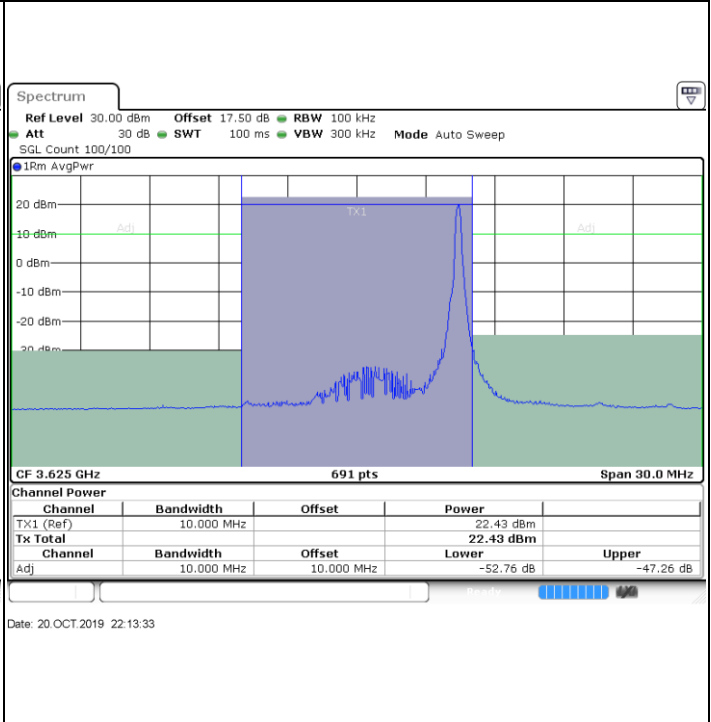 Spectrum
Ref Level 30.00 dBm Offset 17.50 dB RBW 100 kHz
Att 30 dB SWT 100 ms VBW 300 kHz Mode Auto Sweep
SGL Count 100/100
1Rm AvgPwr
20 dBm
TX1
Adj Adj
10 dBm
0 dBm
-10 dBm
-20 dBm
CF 3.625 GHz 691 pts Span 30.0 MHz
Channel Power
Channel Bandwidth Offset Power
TX1 (Ref) 10.000 MHz 22.43 dBm
Tx Total 22.43 dBm
Channel Bandwidth Offset Lower Upper
Adj 10.000 MHz 10.000 MHz -52.76 dB -47.26 dB
Ready
Date: 20.OCT.2019 22:13:33